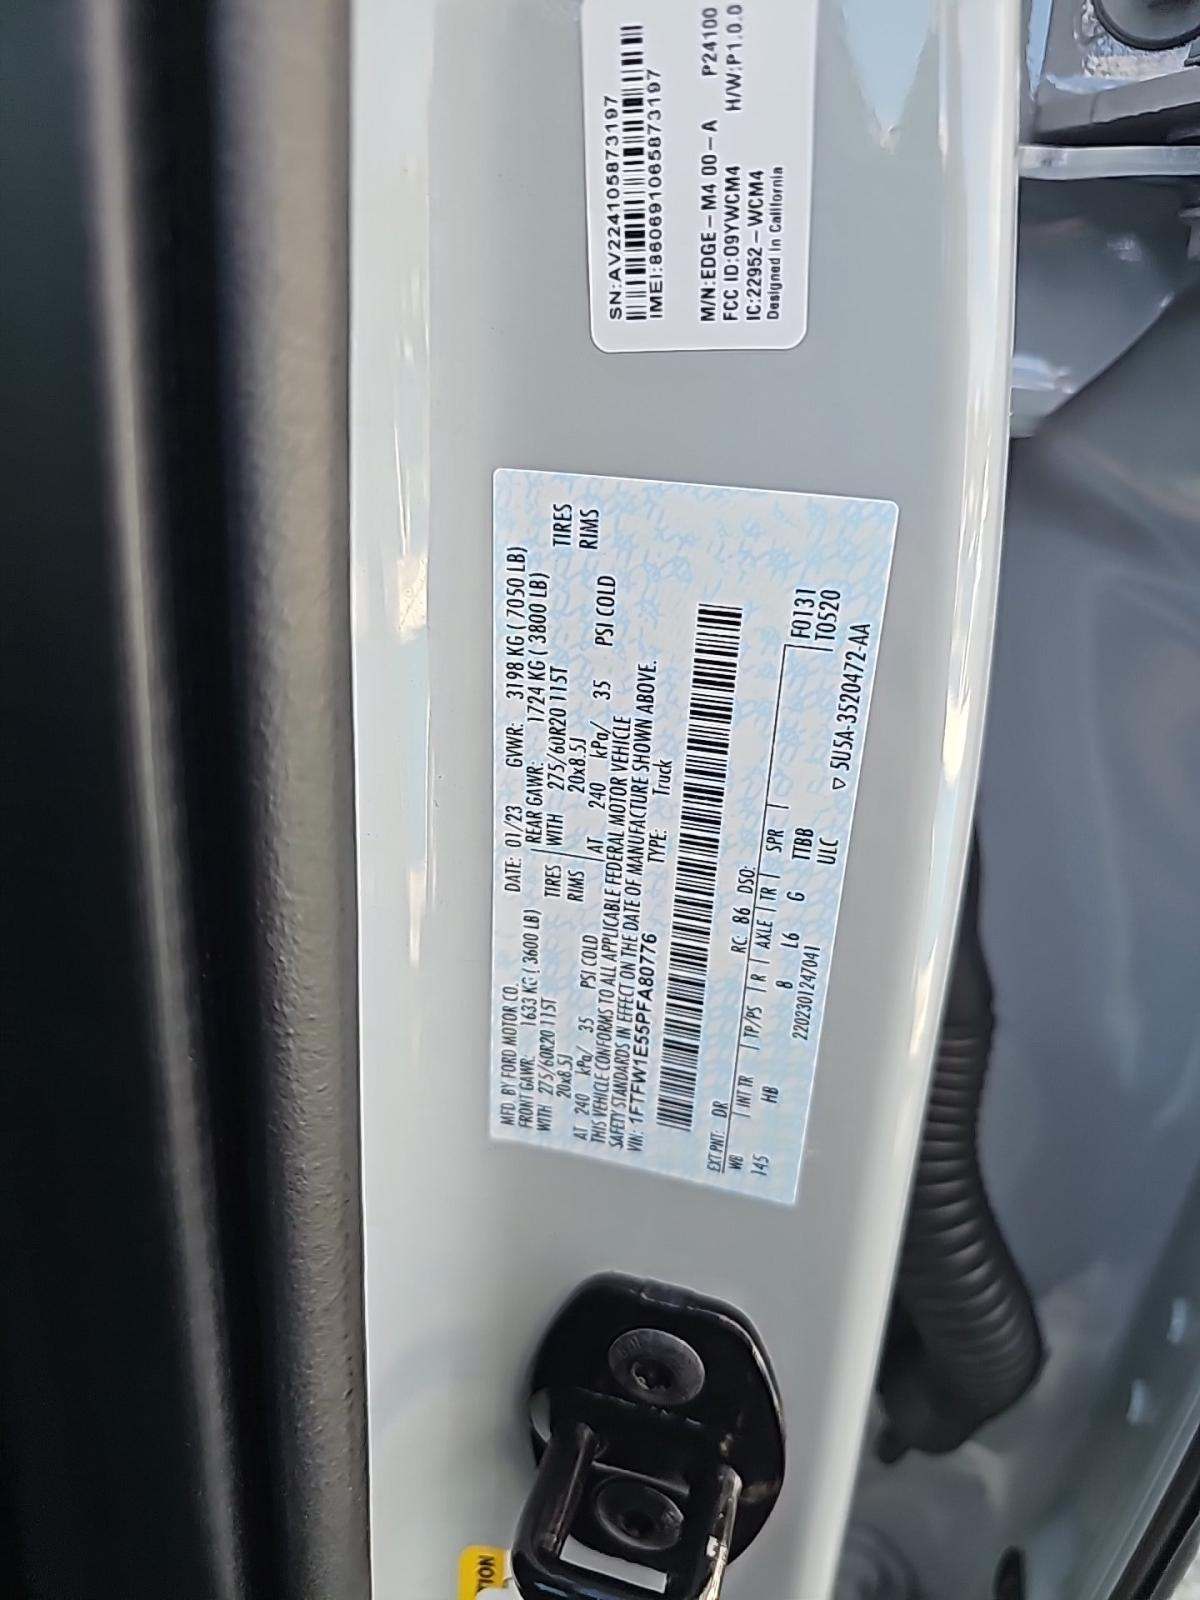 SN:AV224105873197
IMEI:860691065873197
M/N:EDGE-M4 00-A P24100
FCC ID:O9YWCM4 H/W:P1.0.0
IC:22952-WCM4
Designed in California
MFD. BY FORD MOTOR CO. DATE: 01/23 GVWR: 3198 KG ( 7050 LB)
FRONT GAWR: 1633 KG ( 3600 LB) REAR GAWR: 1724 KG ( 3800 LB)
WITH 275/60R20 115T TIRES WITH 275/60R20 115T TIRES
20x8.5J RIMS 20x8.5J RIMS
AT 240 kPa/ 35 PSI COLD AT 240 kPa/ 35 PSI COLD
THIS VEHICLE CONFORMS TO ALL APPLICABLE FEDERAL MOTOR VEHICLE
SAFETY STANDARDS IN EFFECT ON THE DATE OF MANUFACTURE SHOWN ABOVE.
VIN: 1FTFW1E55PFA80776 TYPE: Truck
EXT PNT: DR RC: 86 DSO: F0131
WB INT TR TP/PS R AXLE TR SPR T0520
145 HB 8 L6 G TTBB
2202301247041 ULC
▽ 5U5A-3520472-AA
TION